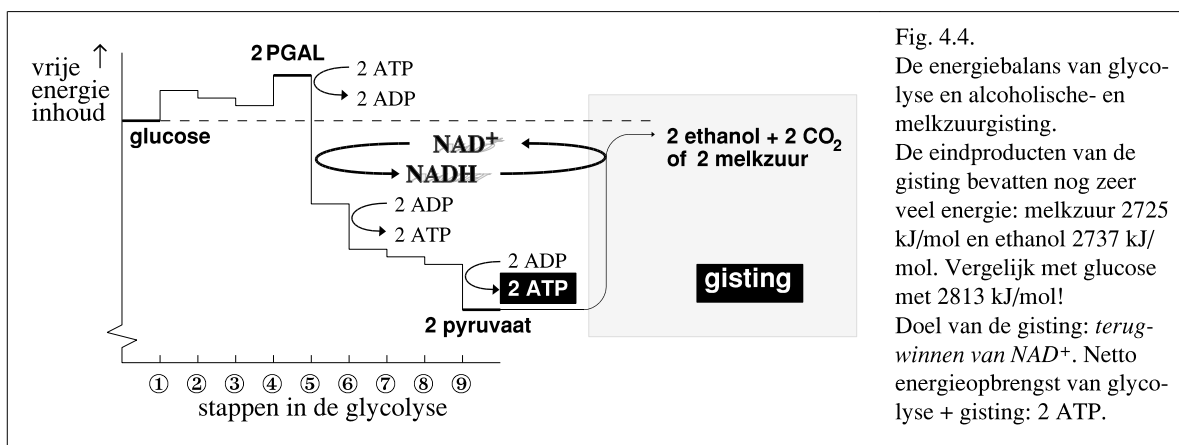 vrije
energie
inhoud
↑
2 PGAL
2 ATP
2 ADP
glucose
NAD⁺
NADH
2 ethanol + 2 CO₂
of 2 melkzuur
2 ADP
2 ATP
2 ADP
2 ATP
gisting
2 pyruvaat
① ② ③ ④ ⑤ ⑥ ⑦ ⑧ ⑨
stappen in de glycolyse
Fig. 4.4.
De energiebalans van glyco-
lyse en alcoholische- en
melkzuurgisting.
De eindproducten van de
gisting bevatten nog zeer
veel energie: melkzuur 2725
kJ/mol en ethanol 2737 kJ/
mol. Vergelijk met glucose
met 2813 kJ/mol!
Doel van de gisting: terug-
winnen van NAD⁺. Netto
energieopbrengst van glyco-
lyse + gisting: 2 ATP.